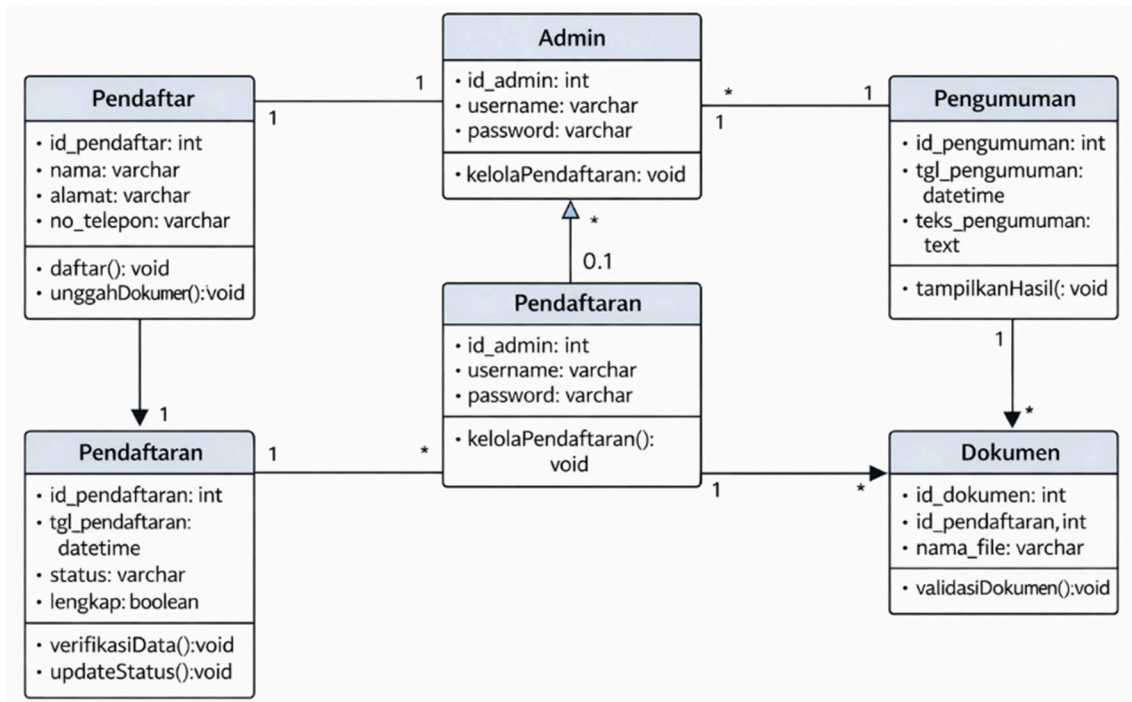 Admin
• id_admin: int
• username: varchar
• password: varchar
• kelolaPendaftaran: void
Pendaftar
• id_pendaftar: int
• nama: varchar
• alamat: varchar
• no_telepon: varchar
• daftar(): void
• unggahDokumer():void
1
1
*
1
1
Pengumuman
• id_pengumuman: int
• tgl_pengumuman:
datetime
• teks_pengumuman:
text
• tampilkanHasil(: void
*
0.1
Pendaftaran
• id_admin: int
• username: varchar
• password: varchar
• kelolaPendaftaran():
void
1
1
*
Pendaftaran
• id_pendaftaran: int
• tgl_pendaftaran:
datetime
• status: varchar
• lengkap: boolean
• verifikasiData():void
• updateStatus():void
1
*
1
*
Dokumen
• id_dokumen: int
• id_pendaftaran,int
• nama_file: varchar
• validasiDokumen():void